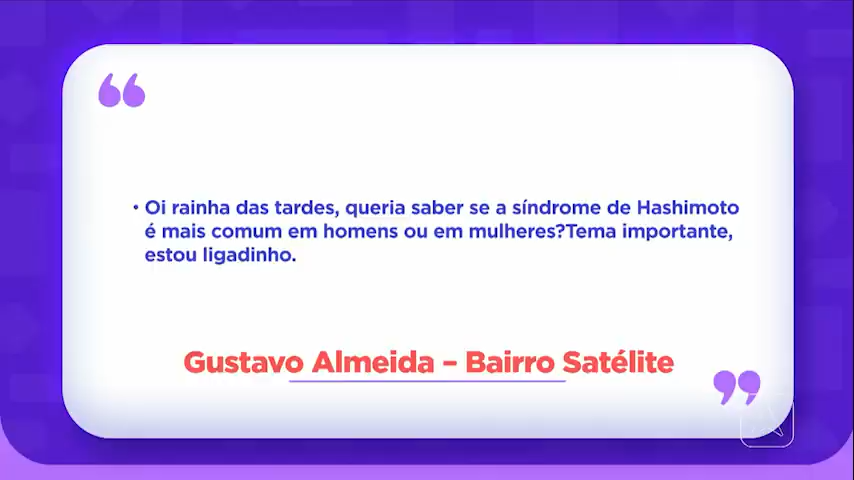 • Oi rainha das tardes, queria saber se a síndrome de Hashimoto
é mais comum em homens ou em mulheres?Tema importante,
estou ligadinho.
Gustavo Almeida – Bairro Satélite